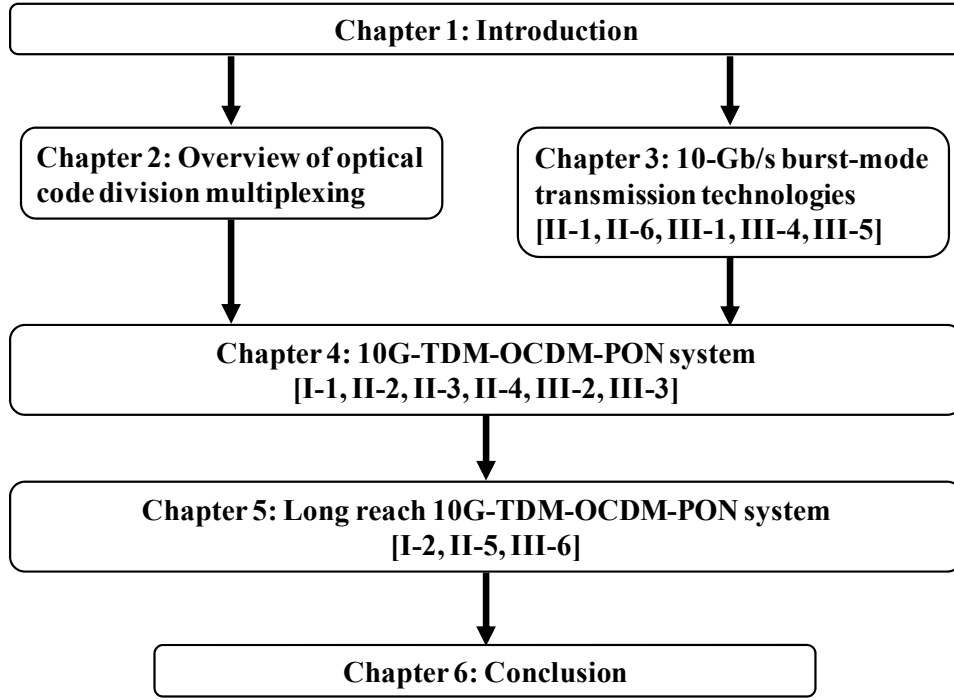 Chapter 1: Introduction
Chapter 2: Overview of optical
code division multiplexing
Chapter 3: 10-Gb/s burst-mode
transmission technologies
[II-1, II-6, III-1, III-4, III-5]
Chapter 4: 10G-TDM-OCDM-PON system
[I-1, II-2, II-3, II-4, III-2, III-3]
Chapter 5: Long reach 10G-TDM-OCDM-PON system
[I-2, II-5, III-6]
Chapter 6: Conclusion